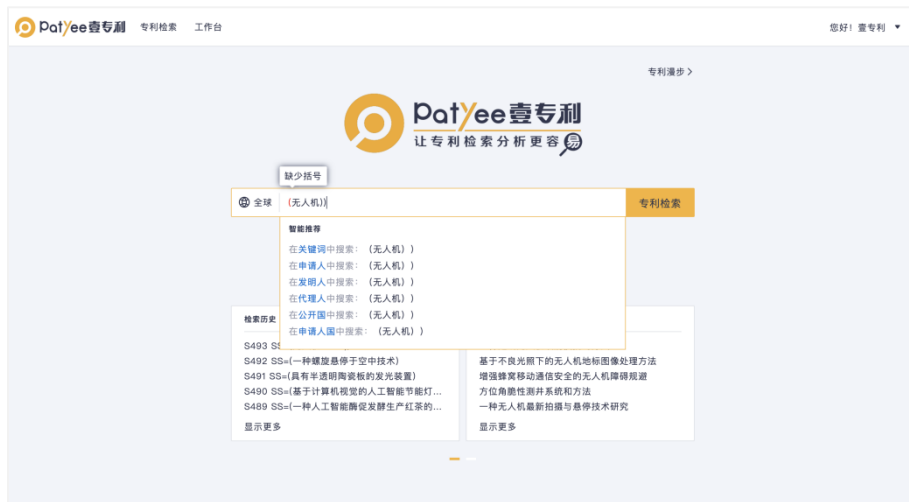 Patyee壹专利 专利检索 工作台 您好！壹专利
专利漫步
Patyee壹专利
让专利检索分析更容易
缺少括号
全球 (无人机)) 专利检索
智能推荐
在关键词中搜索： (无人机) )
在申请人中搜索： (无人机) )
在发明人中搜索： (无人机) )
在代理人中搜索： (无人机) )
在公开国中搜索： (无人机) )
在申请人国中搜索： (无人机) )
检索历史
S493 SS
S492 SS=(一种螺旋悬停于空中技术)
S491 SS=(具有半透明陶瓷板的发光装置)
S490 SS=(基于计算机视觉的人工智能节能灯...
S489 SS=(一种人工智能酶促发酵生产红茶的...
显示更多
基于不良光照下的无人机地标图像处理方法
增强蜂窝移动通信安全的无人机障碍规避
方位角脆性测井系统和方法
一种无人机最新拍摄与悬停技术研究
显示更多